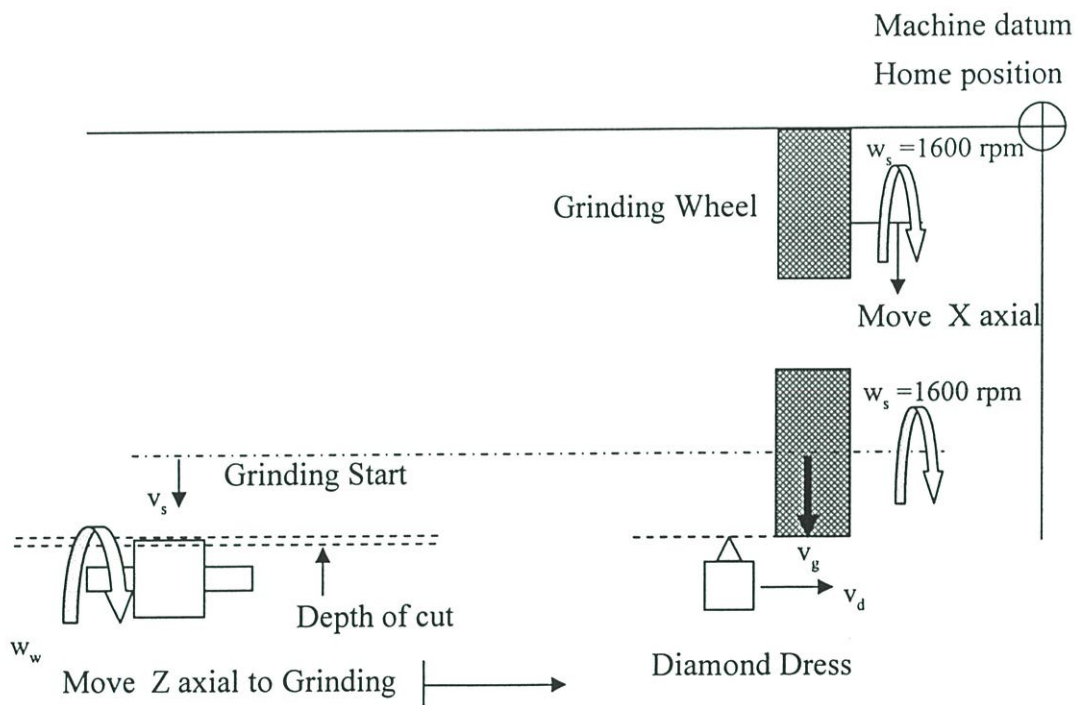 Machine datum
Home position
w_s =1600 rpm
Grinding Wheel
Move X axial
w_s =1600 rpm
Grinding Start
v_s
v_g
v_d
Depth of cut
w_w
Diamond Dress
Move Z axial to Grinding